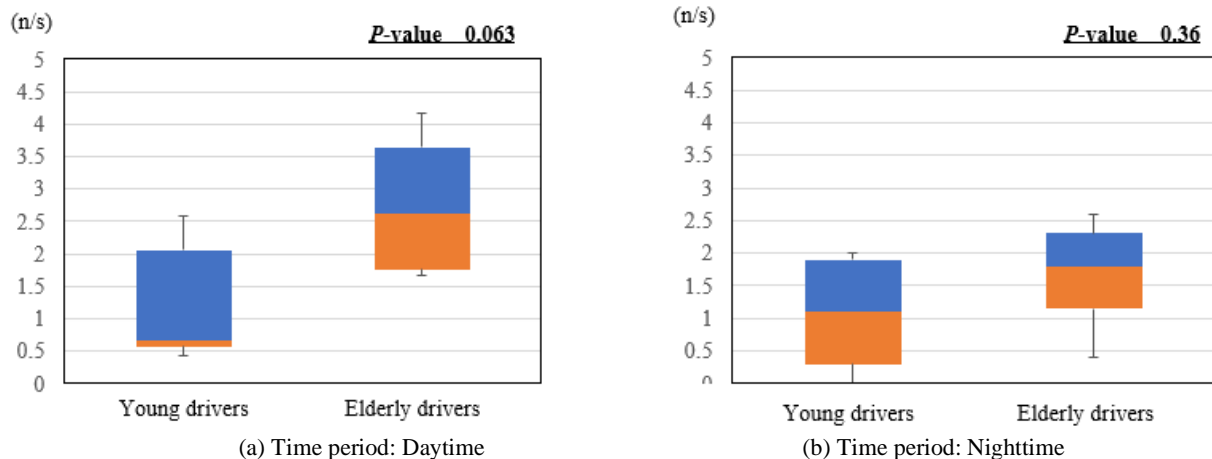 (n/s)
P-value 0.063
5
4.5
4
3.5
3
2.5
2
1.5
1
0.5
0
Young drivers Elderly drivers
(a) Time period: Daytime
(n/s)
P-value 0.36
5
4.5
4
3.5
3
2.5
2
1.5
1
0.5
0
Young drivers Elderly drivers
(b) Time period: Nighttime